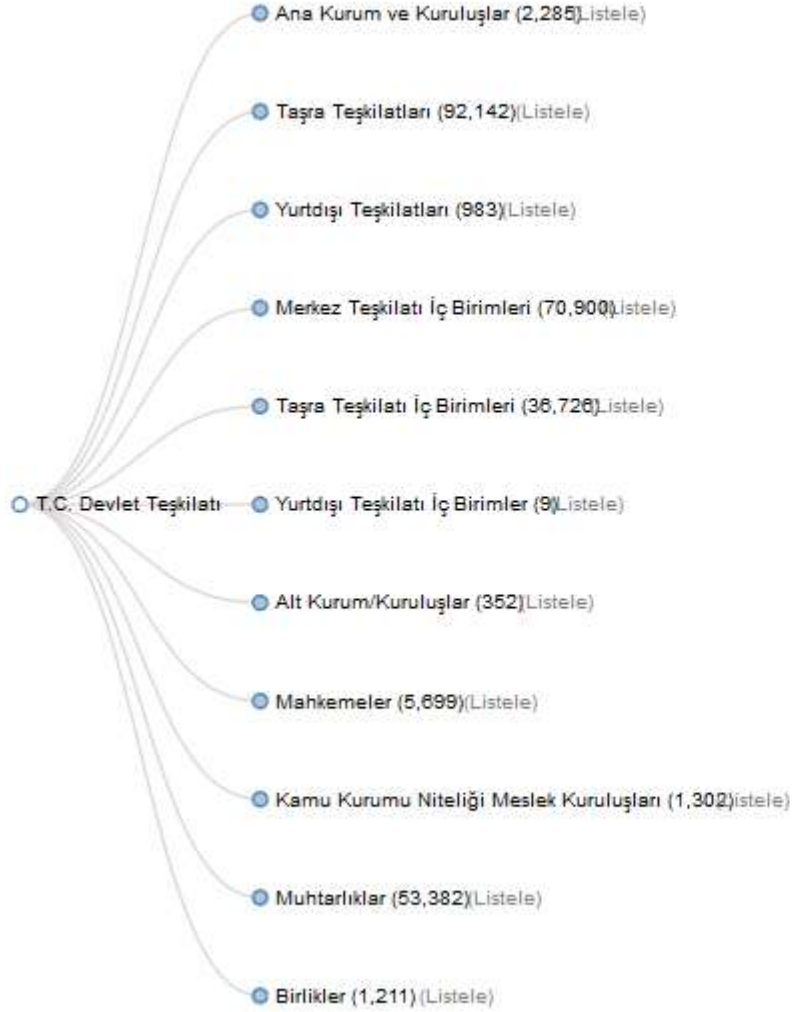 Ana Kurum ve Kuruluşlar (2,285)(Listele)
Taşra Teşkilatları (92,142)(Listele)
Yurtdışı Teşkilatları (983)(Listele)
Merkez Teşkilatı İç Birimleri (70,900)(Listele)
Taşra Teşkilatı İç Birimleri (36,726)(Listele)
T.C. Devlet Teşkilatı
Yurtdışı Teşkilatı İç Birimler (9)(Listele)
Alt Kurum/Kuruluşlar (352)(Listele)
Mahkemeler (5,699)(Listele)
Kamu Kurumu Niteliği Meslek Kuruluşları (1,302)(Listele)
Muhtarlıklar (53,382)(Listele)
Birlikler (1,211) (Listele)